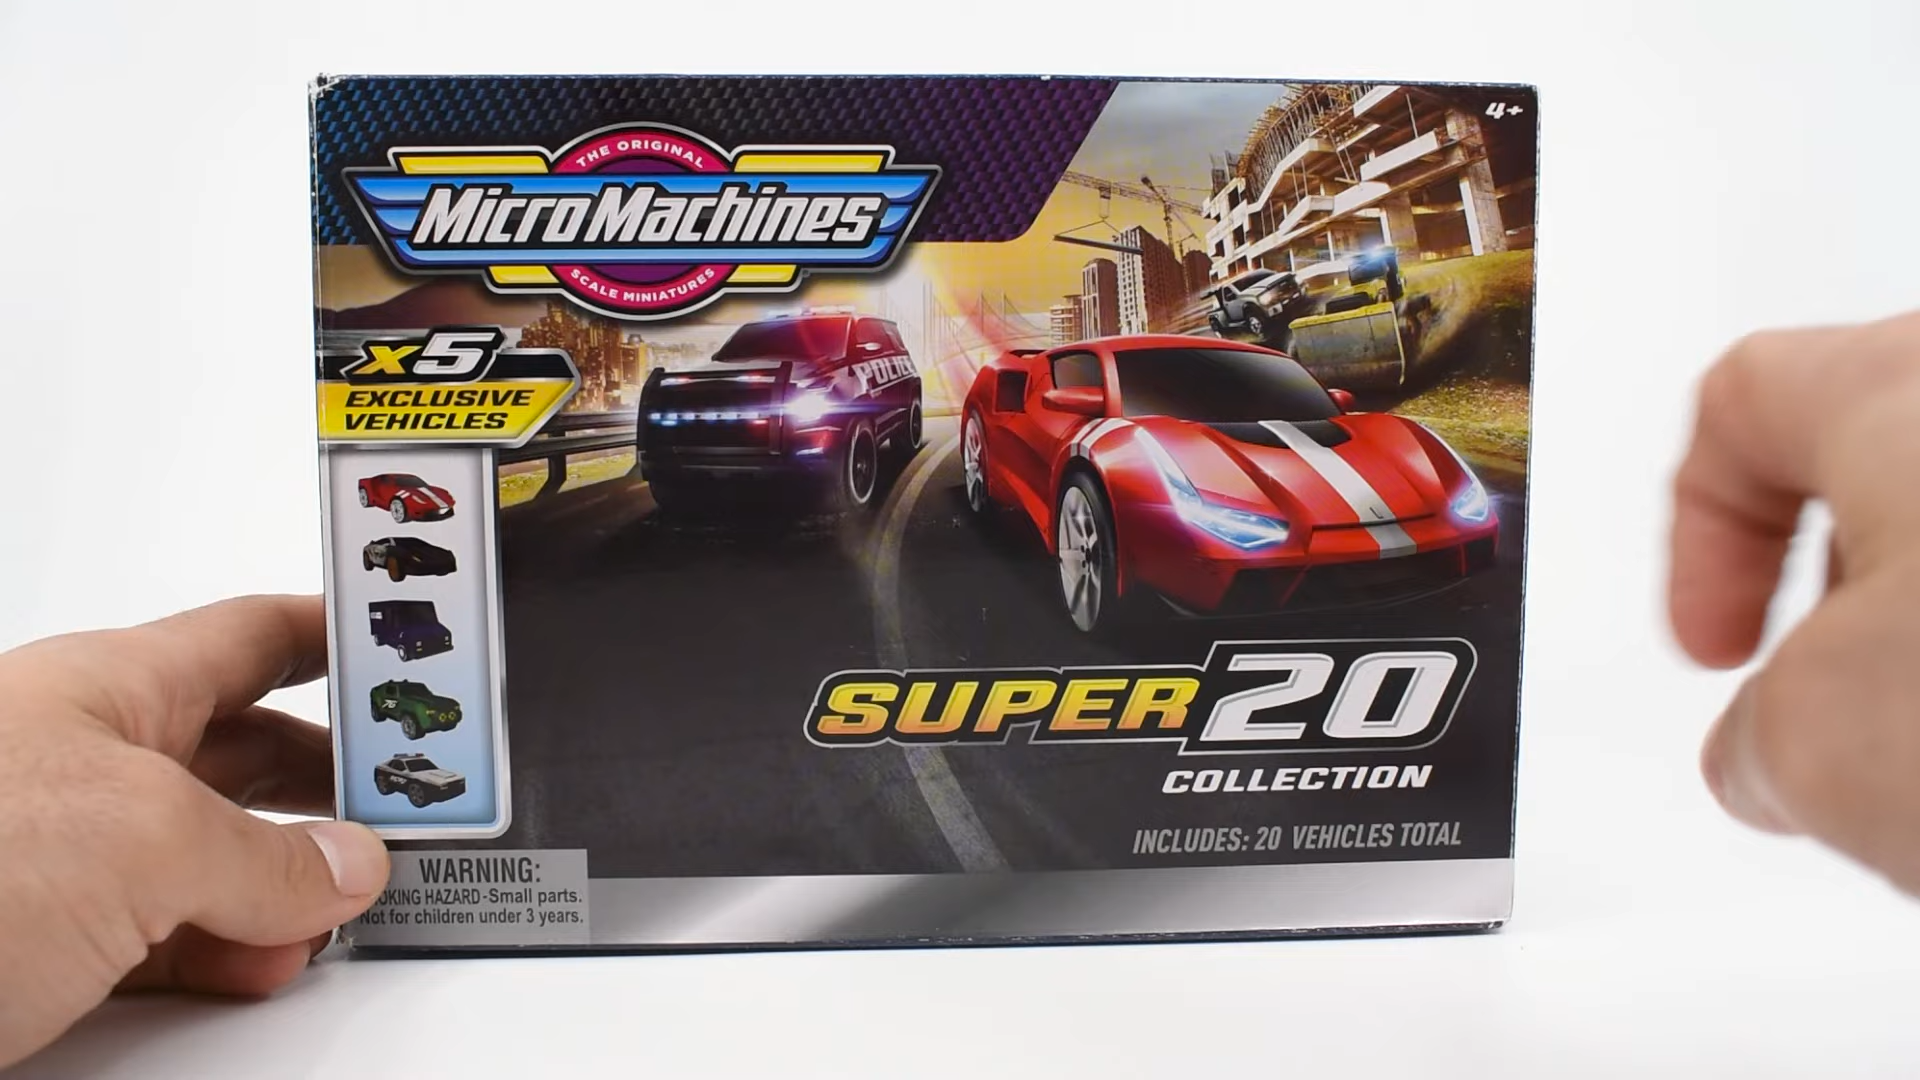 4+
THE ORIGINAL
MicroMachines
SCALE MINIATURES
x5
EXCLUSIVE
VEHICLES
POLICE
76
SUPER 20
COLLECTION
INCLUDES: 20 VEHICLES TOTAL
WARNING:
HAZARD-Small parts.
Not for children under 3 years.